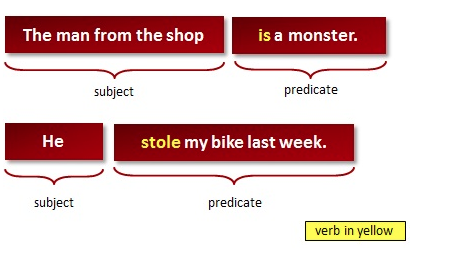 The man from the shop is a monster.
subject predicate
He stole my bike last week.
subject predicate
verb in yellow